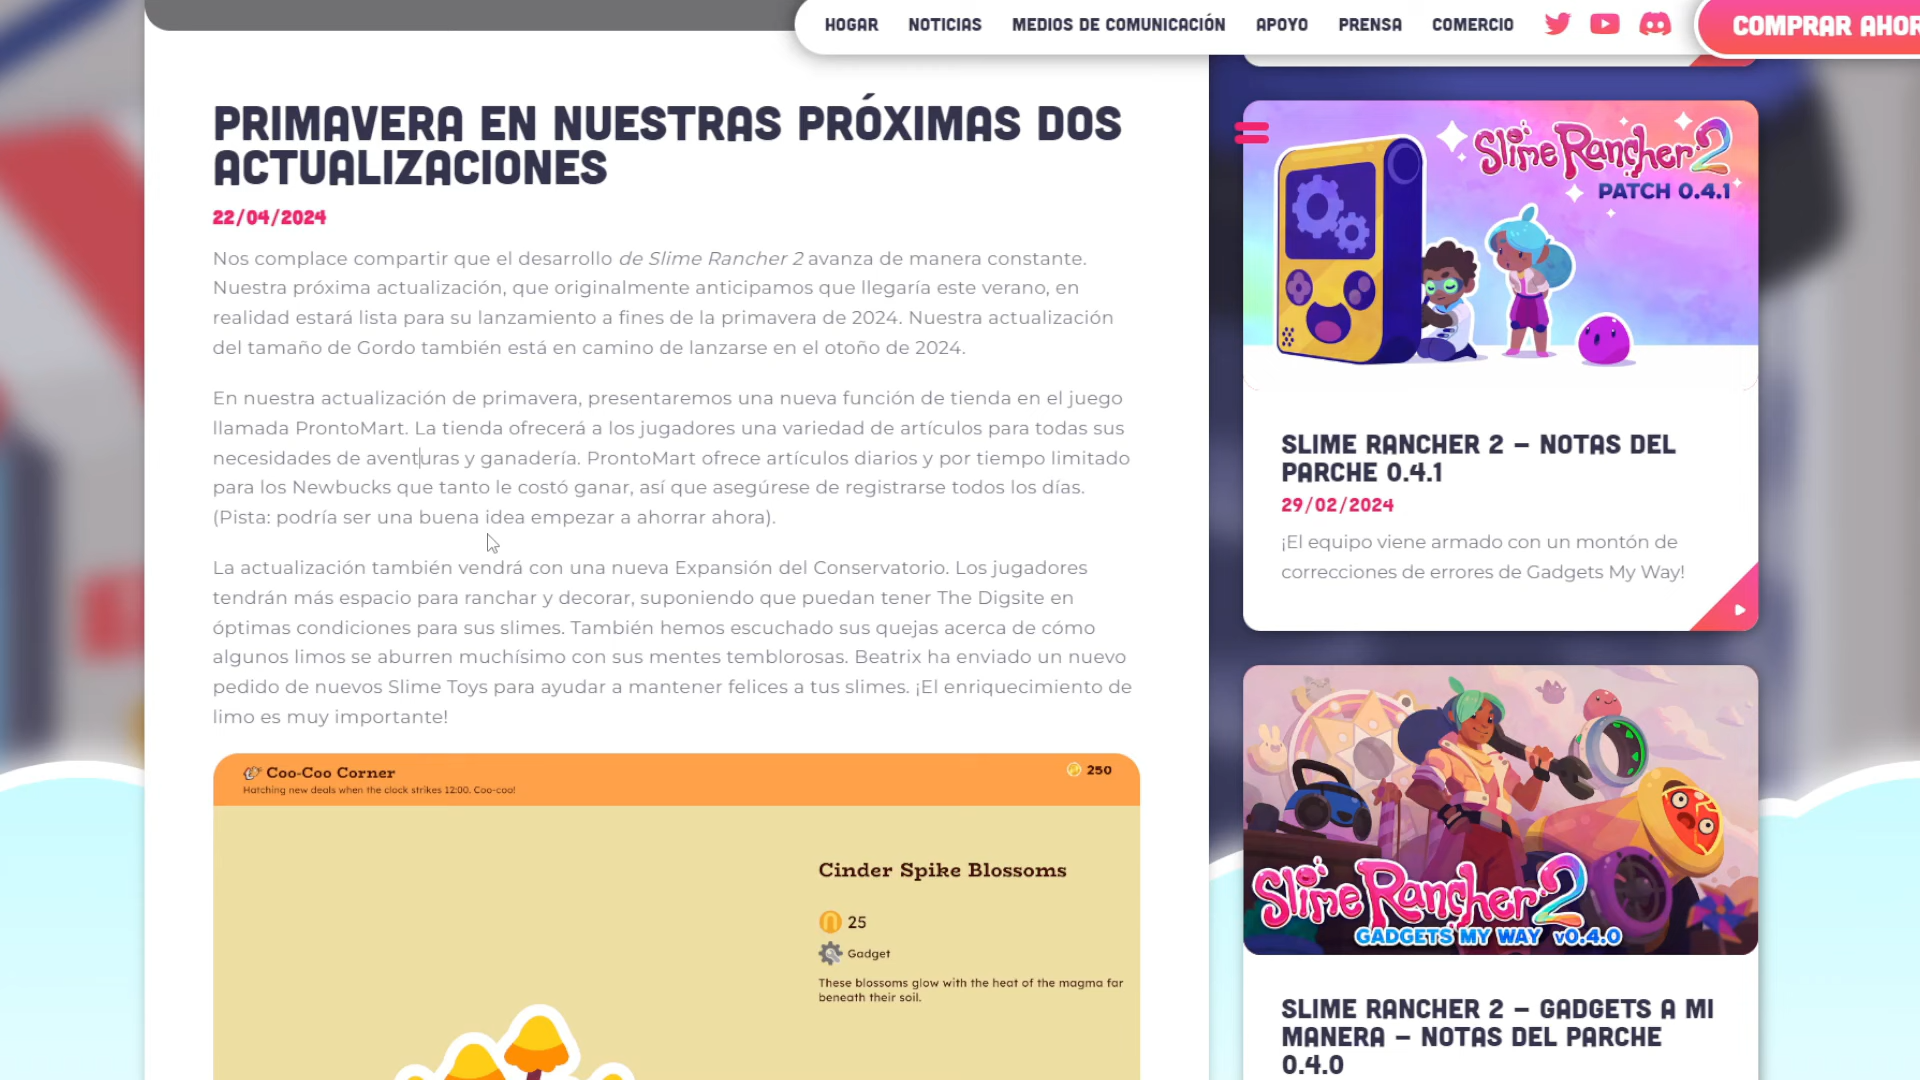 HOGAR NOTICIAS MEDIOS DE COMUNICACIÓN APOYO PRENSA COMERCIO COMPRAR AHOR
PRIMAVERA EN NUESTRAS PRÓXIMAS DOS
ACTUALIZACIONES
22/04/2024
Nos complace compartir que el desarrollo de Slime Rancher 2 avanza de manera constante.
Nuestra próxima actualización, que originalmente anticipamos que llegaría este verano, en
realidad estará lista para su lanzamiento a fines de la primavera de 2024. Nuestra actualización
del tamaño de Gordo también está en camino de lanzarse en el otoño de 2024.
En nuestra actualización de primavera, presentaremos una nueva función de tienda en el juego
llamada ProntoMart. La tienda ofrecerá a los jugadores una variedad de artículos para todas sus
necesidades de aventuras y ganadería. ProntoMart ofrece artículos diarios y por tiempo limitado
para los Newbucks que tanto le costó ganar, así que asegúrese de registrarse todos los días.
(Pista: podría ser una buena idea empezar a ahorrar ahora).
La actualización también vendrá con una nueva Expansión del Conservatorio. Los jugadores
tendrán más espacio para ranchar y decorar, suponiendo que puedan tener The Digsite en
óptimas condiciones para sus slimes. También hemos escuchado sus quejas acerca de cómo
algunos limos se aburren muchísimo con sus mentes temblorosas. Beatrix ha enviado un nuevo
pedido de nuevos Slime Toys para ayudar a mantener felices a tus slimes. ¡El enriquecimiento de
limo es muy importante!
Coo-Coo Corner
250
Hatching new deals when the clock strikes 12:00. Coo-coo!
Cinder Spike Blossoms
25
Gadget
These blossoms glow with the heat of the magma far
beneath their soil.
Slime Rancher 2
PATCH 0.4.1
SLIME RANCHER 2 – NOTAS DEL
PARCHE 0.4.1
29/02/2024
¡El equipo viene armado con un montón de
correcciones de errores de Gadgets My Way!
Slime Rancher 2
GADGETS MY WAY v0.4.0
SLIME RANCHER 2 – GADGETS A MI
MANERA – NOTAS DEL PARCHE
0.4.0